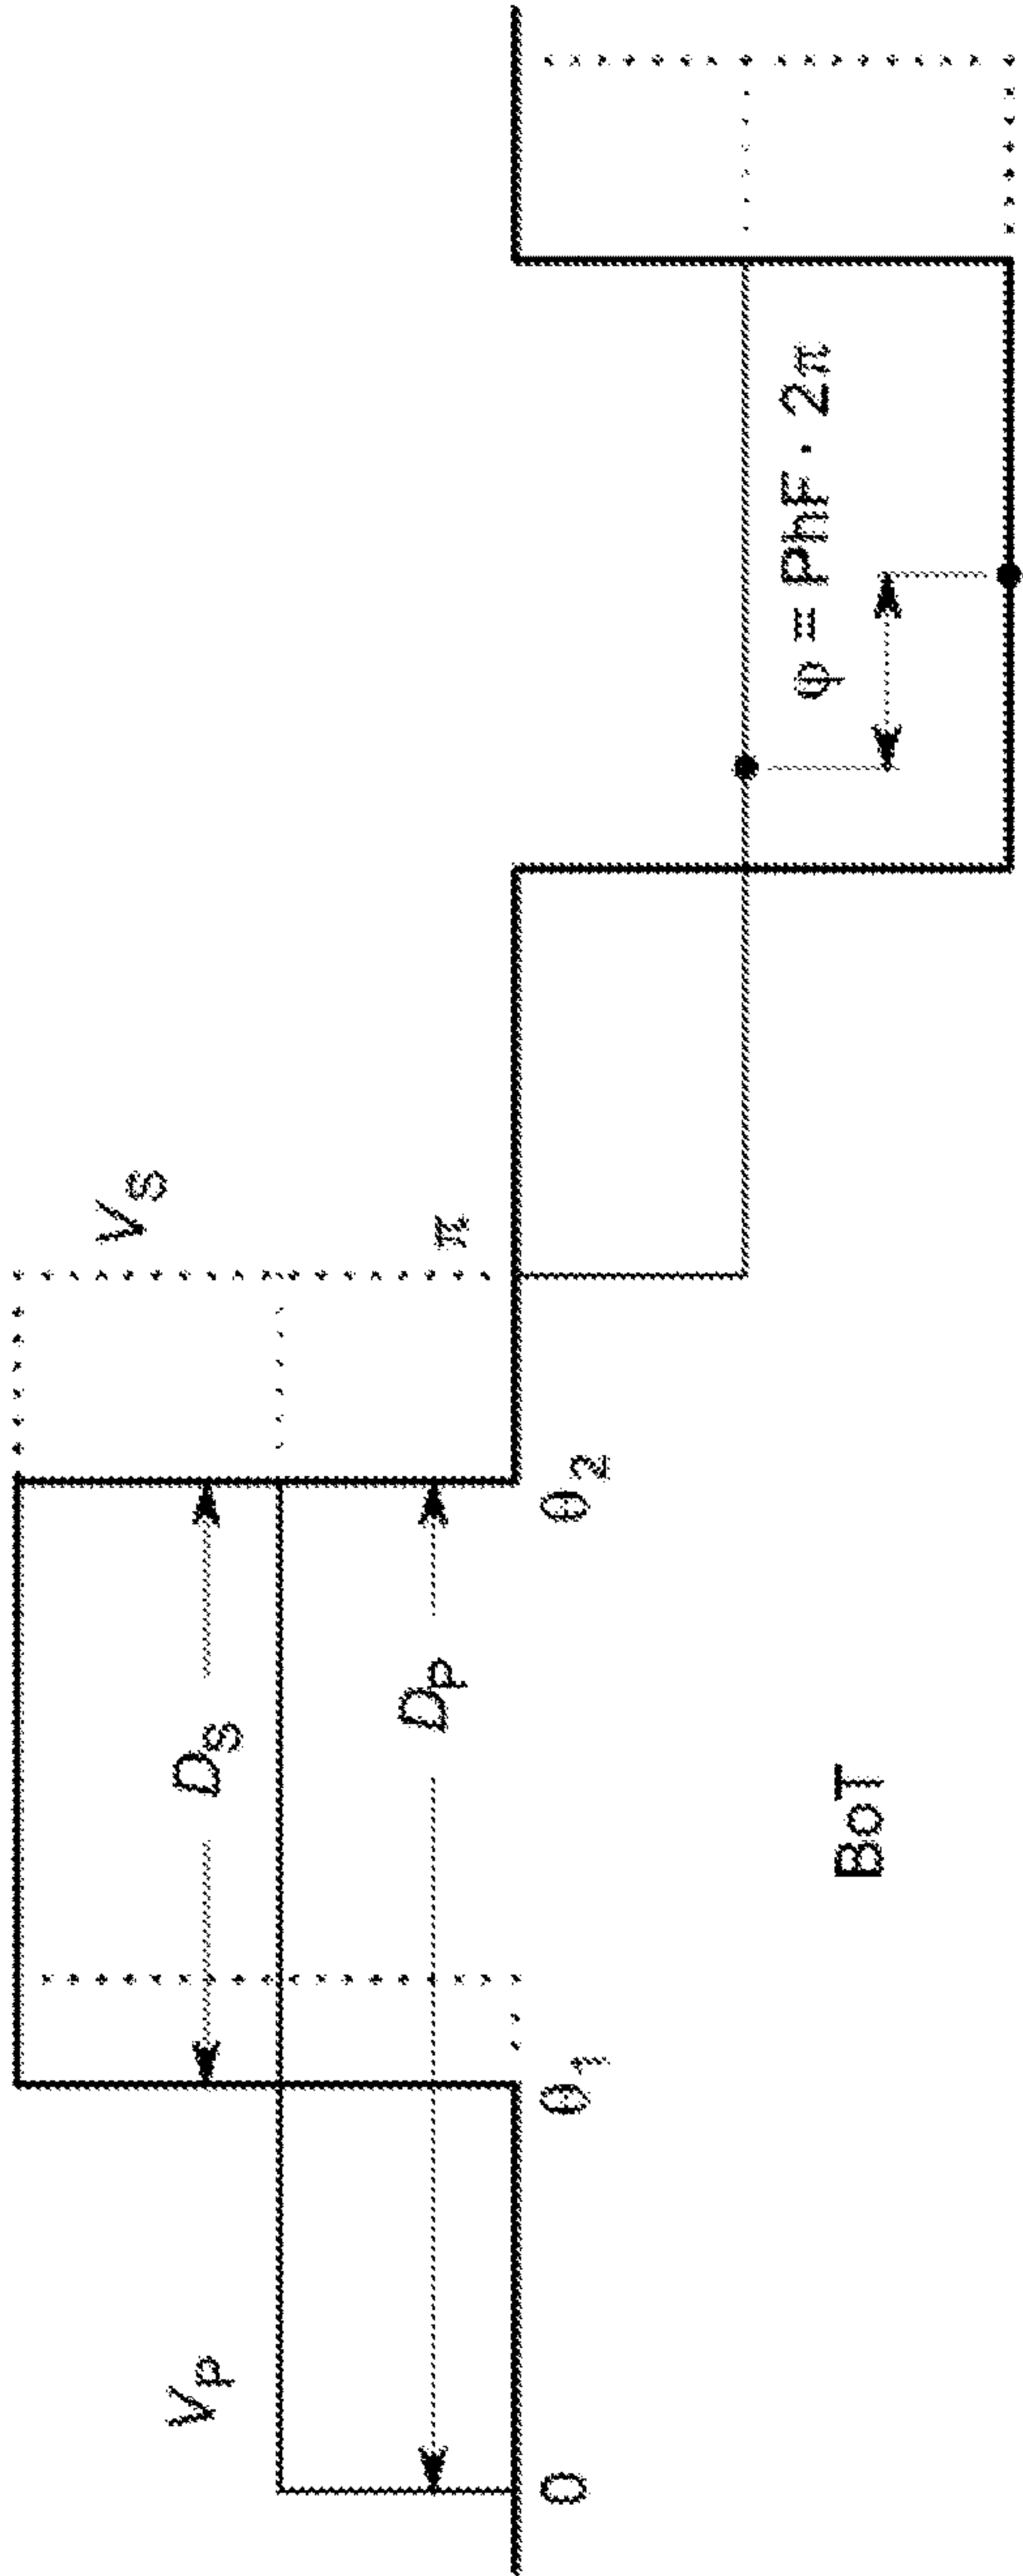 V_P
V_S
D_S
D_P
0
θ_1
θ_2
π
φ = PhF · 2π
BoT